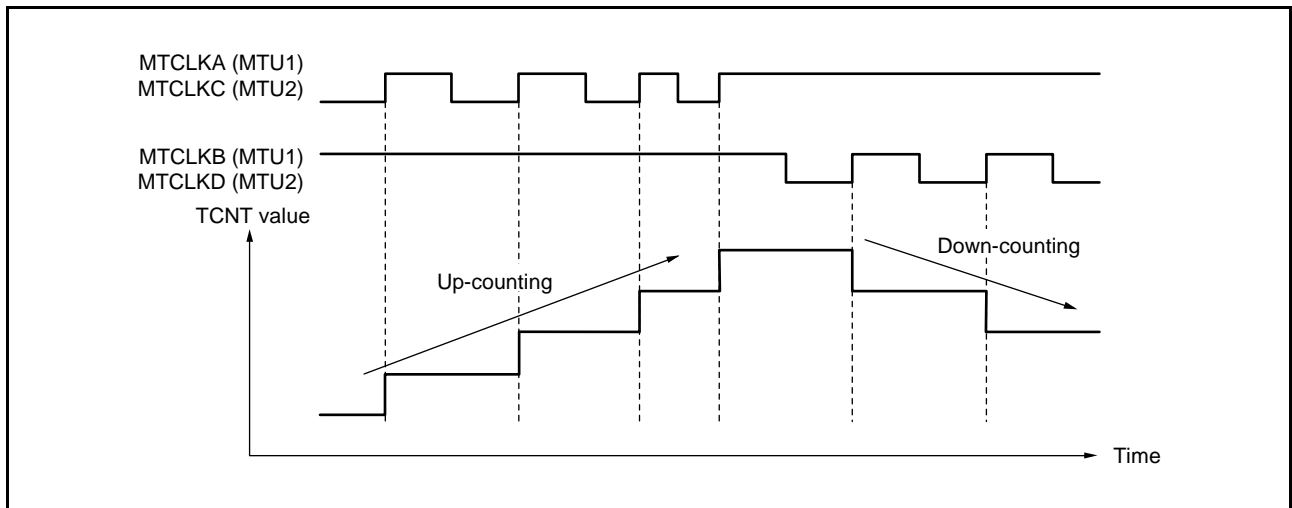 MTCLKA (MTU1)
MTCLKC (MTU2)
MTCLKB (MTU1)
MTCLKD (MTU2)
TCNT value
Up-counting
Down-counting
Time